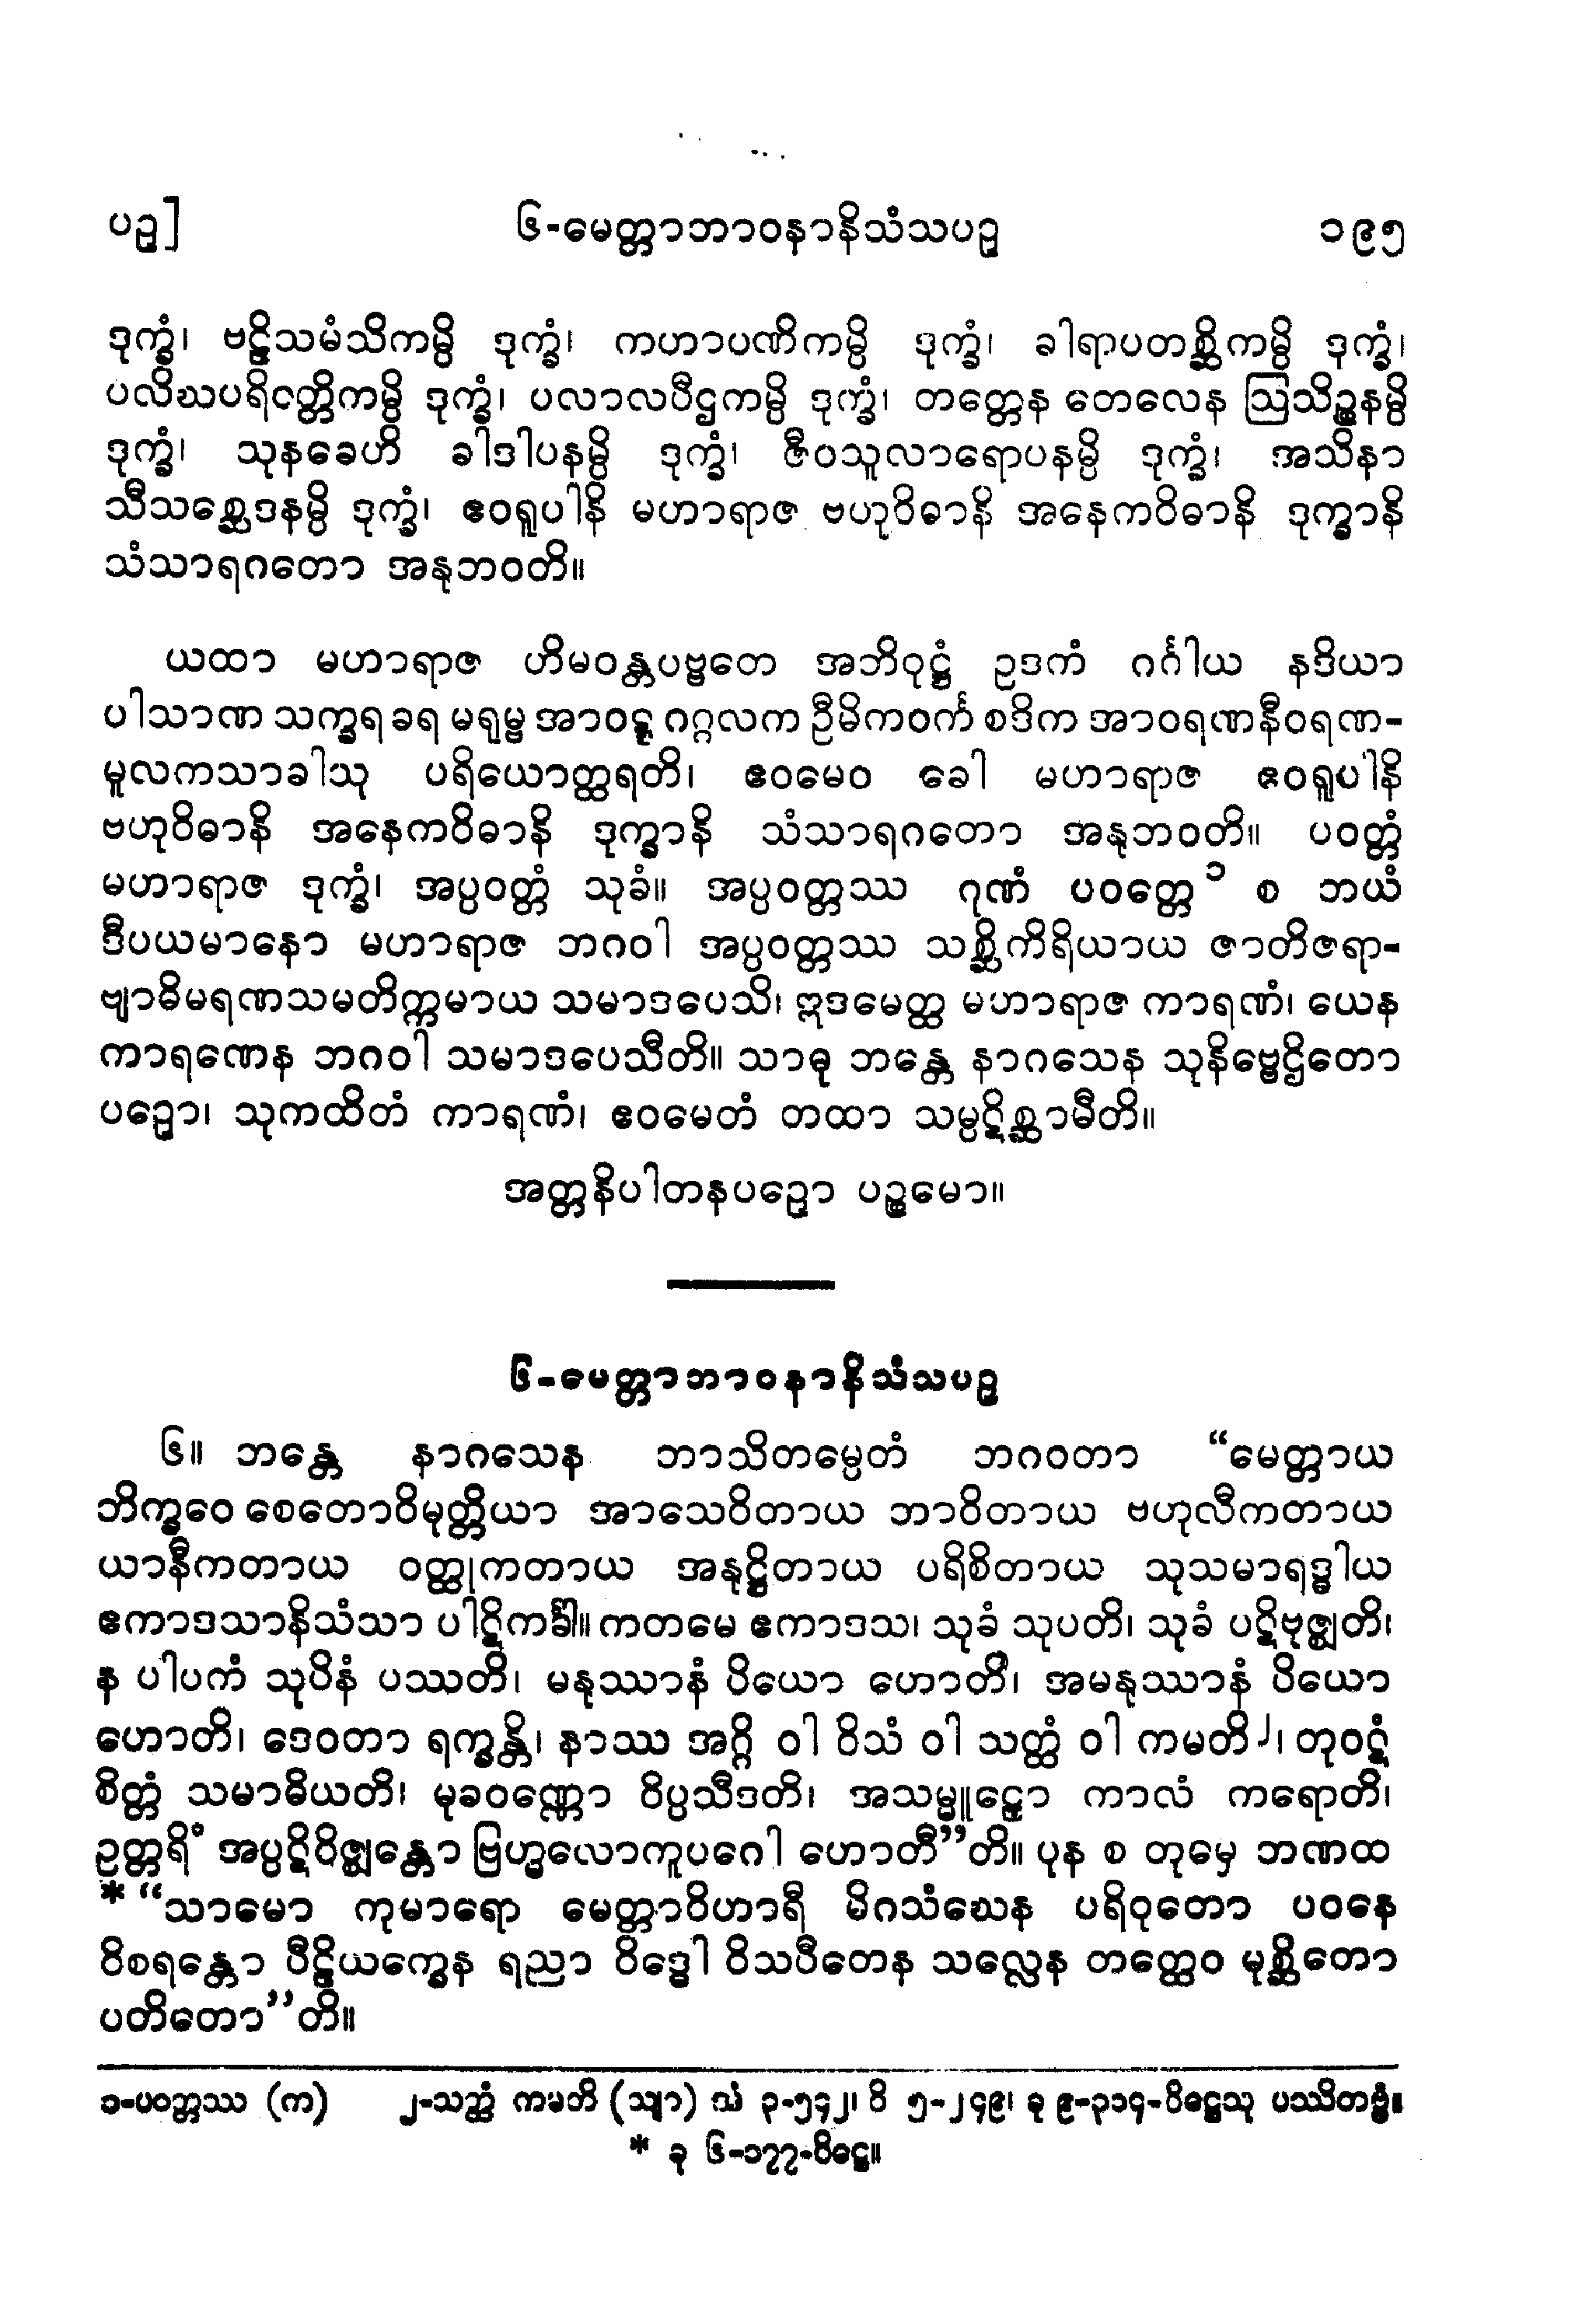 ပဥှ]   ၆-မေတ္တာဘာဝနာနိသံသပဥှ   ၁၉၅
ဒုက္ခံ၊ ဗဠိသမံသိကမ္ပိ ဒုက္ခံ၊ ကဟာပဏိကမ္ပိ ဒုက္ခံ၊ ခါရာပတစ္ဆိကမ္ပိ ဒုက္ခံ၊
ပလိဃပရိဝတ္တိကမ္ပိ ဒုက္ခံ၊ ပလာလပီဌကမ္ပိ ဒုက္ခံ၊ တတ္တေန တေလေန ဩသိဉ္စနမ္ပိ
ဒုက္ခံ၊ သုနခေဟိ ခါဒါပနမ္ပိ ဒုက္ခံ၊ ဇီဝသူလာရောပနမ္ပိ ဒုက္ခံ၊ အသိနာ
သီသစ္ဆေဒနမ္ပိ ဒုက္ခံ၊ ဧဝရူပါနိ မဟာရာဇ ဗဟုဝိဓာနိ အနေကဝိဓာနိ ဒုက္ခာနိ
သံသာရဂတော အနုဘဝတိ။
ယထာ မဟာရာဇ ဟိမဝန္တပဗ္ဗတေ အဘိဝုဋ္ဌံ ဥဒကံ ဂင်္ဂါယ နဒိယာ
ပါသာဏ သက္ခရ ခရ မရုမ္ဗ အာဝဋ္ဋ ဂဂ္ဂလက ဦမိကဝင်္က စဒိက အာဝရဏနီဝရဏ-
မူလကသာခါသု ပရိယောတ္ထရတိ၊ ဧဝမေဝ ခေါ မဟာရာဇ ဧဝရူပါနိ
ဗဟုဝိဓာနိ အနေကဝိဓာနိ ဒုက္ခာနိ သံသာရဂတော အနုဘဝတိ။ ပဝတ္တံ
မဟာရာဇ ဒုက္ခံ၊ အပ္ပဝတ္တံ သုခံ။ အပ္ပဝတ္တဿ ဂုဏံ ပဝတ္တေ ၁ စ ဘယံ
ဒီပယမာနော မဟာရာဇ ဘဂဝါ အပ္ပဝတ္တဿ သစ္ဆိကိရိယာယ ဇာတိဇရာ-
ဗျာဓိမရဏသမတိက္ကမာယ သမာဒပေသိ၊ ဣဒမေတ္ထ မဟာရာဇ ကာရဏံ၊ ယေန
ကာရဏေန ဘဂဝါ သမာဒပေသီတိ။ သာဓု ဘန္တေ နာဂသေန သုနိဗ္ဗေဌိတော
ပဉှော၊ သုကထိတံ ကာရဏံ၊ ဧဝမေတံ တထာ သမ္ပဋိစ္ဆာမီတိ။
အတ္တနိပါတနပဉှော ပဉ္စမော။
၆-မေတ္တာဘာဝနာနိသံသပဥှ
၆။ ဘန္တေ နာဂသေန ဘာသိတမ္ပေတံ ဘဂဝတာ “မေတ္တာယ
ဘိက္ခဝေ စေတောဝိမုတ္တိယာ အာသေဝိတာယ ဘာဝိတာယ ဗဟုလီကတာယ
ယာနီကတာယ ဝတ္ထုကတာယ အနုဋ္ဌိတာယ ပရိစိတာယ သုသမာရဒ္ဓါယ
ဧကာဒသာနိသံသာ ပါဋိကင်္ခါ။ ကတမေ ဧကာဒသ၊ သုခံ သုပတိ၊ သုခံ ပဋိဗုဇ္ဈတိ၊
န ပါပကံ သုပိနံ ပဿတိ၊ မနုဿာနံ ပိယော ဟောတိ၊ အမနုဿာနံ ပိယော
ဟောတိ၊ ဒေဝတာ ရက္ခန္တိ၊ နာဿ အဂ္ဂိ ဝါ ဝိသံ ဝါ သတ္ထံ ဝါ ကမတိ ၂၊ တုဝဋံ
စိတ္တံ သမာဓိယတိ၊ မုခဝဏ္ဏော ဝိပ္ပသီဒတိ၊ အသမ္မူဠှော ကာလံ ကရောတိ၊
ဥတ္တရိံ အပ္ပဋိဝိဇ္ဈန္တော ဗြဟ္မလောကူပဂေါ ဟောတီ”တိ။ ပုန စ တုမှေ ဘဏထ
* “သာမော ကုမာရော မေတ္တာဝိဟာရီ မိဂသံဃေန ပရိဝုတော ပဝနေ
ဝိစရန္တော ပီဠိယက္ခေန ရညာ ဝိဒ္ဓေါ ဝိသပီတေန သလ္လေန တတ္ထေဝ မုစ္ဆိတော
ပတိတော”တိ။
၁-ပဝတ္တဿ (က)   ၂-သတ္ထံ ကမတိ (သျာ) အံ ၃-၅၄၂၊ ဝိ ၅-၂၄၉၊ ခု ၉-၃၁၄-ပိဋ္ဌေသု ပဿိတဗ္ဗံ။
* ခု ၆-၁၇၇-ပိဋ္ဌေ။